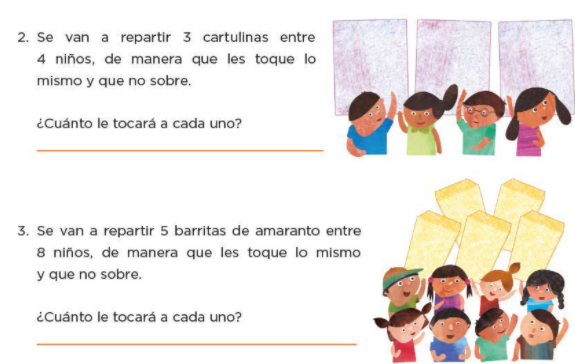 2. Se van a repartir 3 cartulinas entre
4 niños, de manera que les toque lo
mismo y que no sobre.
¿Cuánto le tocará a cada uno?
3. Se van a repartir 5 barritas de amaranto entre
8 niños, de manera que les toque lo mismo
y que no sobre.
¿Cuánto le tocará a cada uno?